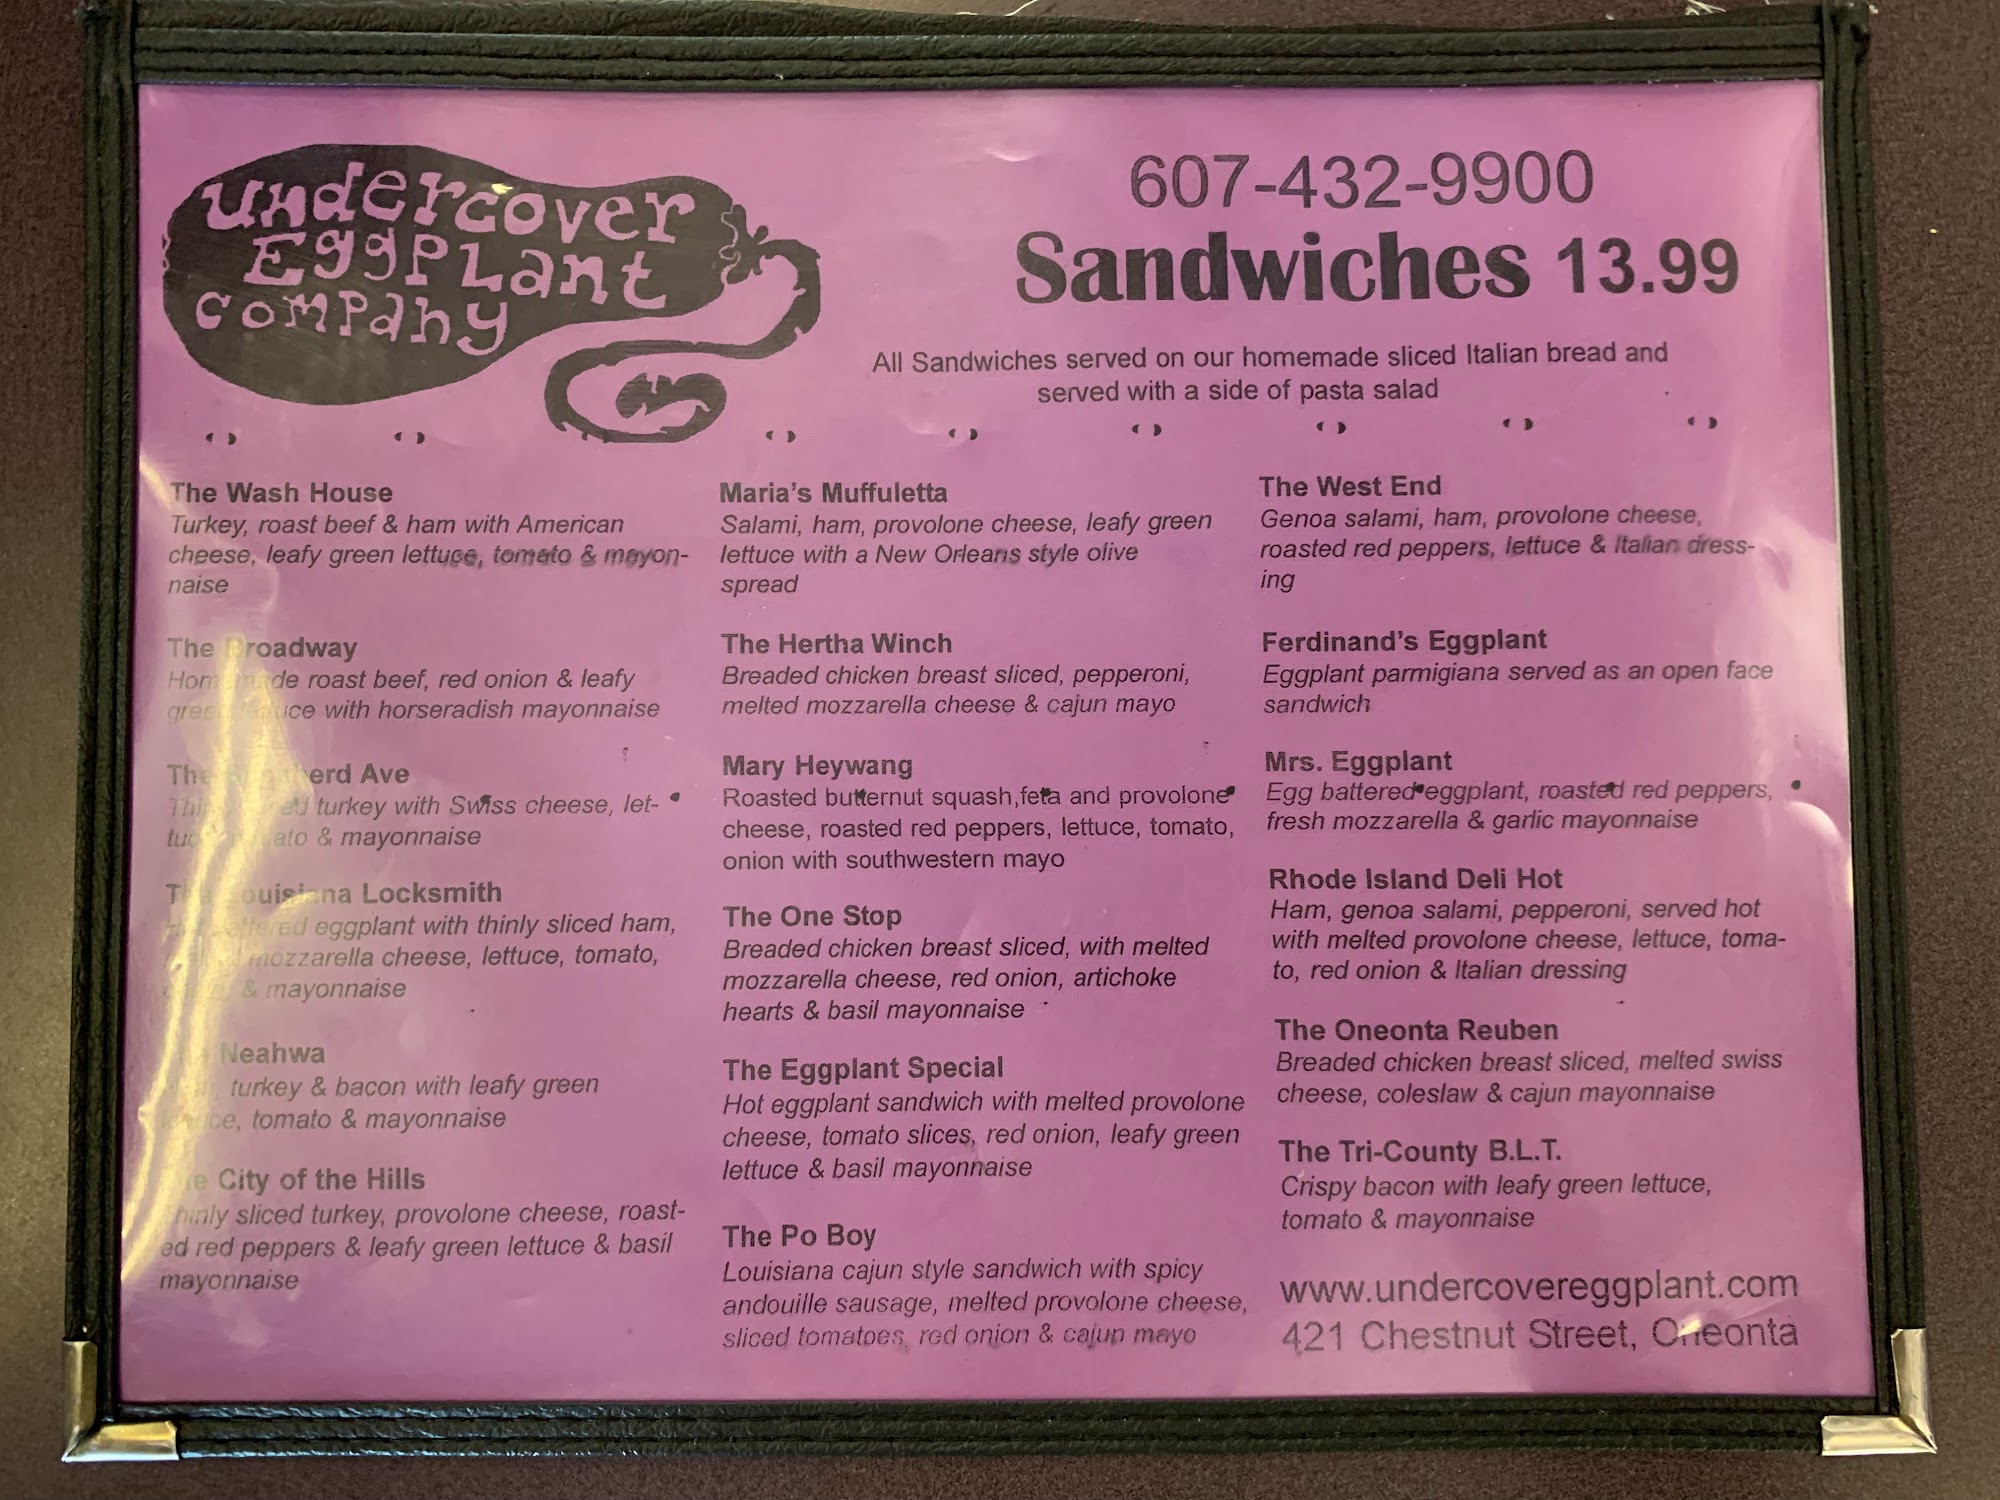 undercover
Eggplant
company
607-432-9900
Sandwiches 13.99
All Sandwiches served on our homemade sliced Italian bread and
served with a side of pasta salad
The Wash House
Turkey, roast beef & ham with American
cheese, leafy green lettuce, tomato & mayon-
naise
The Broadway
Homemade roast beef, red onion & leafy
green lettuce with horseradish mayonnaise
The erd Ave
turkey with Swiss cheese, let-
& mayonnaise
The Louisiana Locksmith
battered eggplant with thinly sliced ham,
mozzarella cheese, lettuce, tomato,
& mayonnaise
Neahwa
turkey & bacon with leafy green
lettuce, tomato & mayonnaise
The City of the Hills
Thinly sliced turkey, provolone cheese, roast-
ed red peppers & leafy green lettuce & basil
mayonnaise
Maria's Muffuletta
Salami, ham, provolone cheese, leafy green
lettuce with a New Orleans style olive
spread
The Hertha Winch
Breaded chicken breast sliced, pepperoni,
melted mozzarella cheese & cajun mayo
Mary Heywang
Roasted butternut squash,feta and provolone
cheese, roasted red peppers, lettuce, tomato,
onion with southwestern mayo
The One Stop
Breaded chicken breast sliced, with melted
mozzarella cheese, red onion, artichoke
hearts & basil mayonnaise
The Eggplant Special
Hot eggplant sandwich with melted provolone
cheese, tomato slices, red onion, leafy green
lettuce & basil mayonnaise
The Po Boy
Louisiana cajun style sandwich with spicy
andouille sausage, melted provolone cheese,
sliced tomatoes, red onion & cajun mayo
The West End
Genoa salami, ham, provolone cheese,
roasted red peppers, lettuce & Italian dress-
ing
Ferdinand's Eggplant
Eggplant parmigiana served as an open face
sandwich
Mrs. Eggplant
Egg battered eggplant, roasted red peppers,
fresh mozzarella & garlic mayonnaise
Rhode Island Deli Hot
Ham, genoa salami, pepperoni, served hot
with melted provolone cheese, lettuce, toma-
to, red onion & Italian dressing
The Oneonta Reuben
Breaded chicken breast sliced, melted swiss
cheese, coleslaw & cajun mayonnaise
The Tri-County B.L.T.
Crispy bacon with leafy green lettuce,
tomato & mayonnaise
www.undercovereggplant.com
421 Chestnut Street, Oneonta